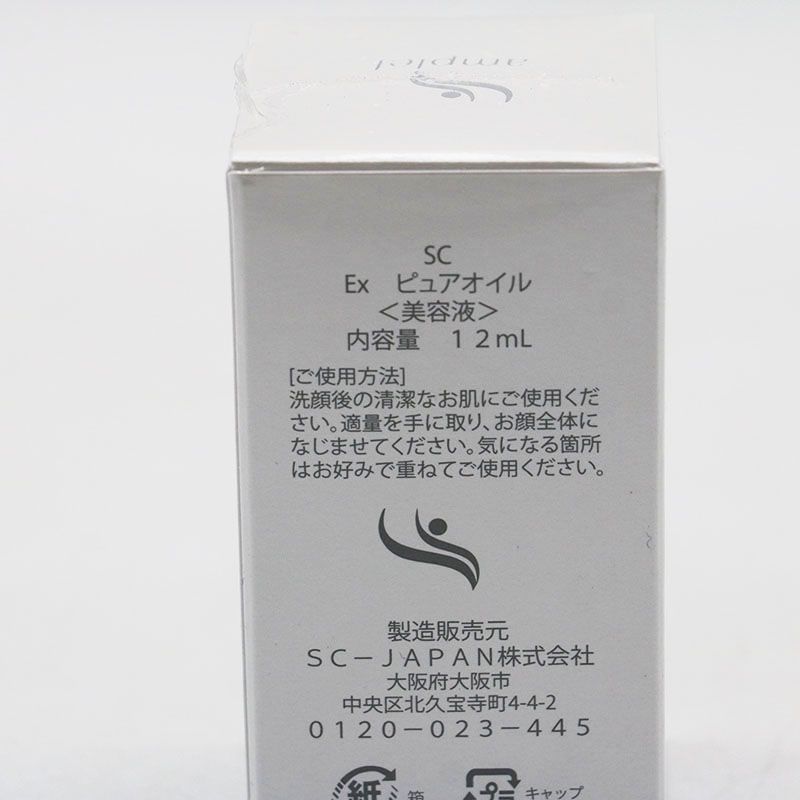 amplel
SC
Ex　ピュアオイル
＜美容液＞
内容量　１２mL
[ご使用方法]
洗顔後の清潔なお肌にご使用くだ
さい。適量を手に取り、お顔全体に
なじませてください。気になる箇所
はお好みで重ねてご使用ください。
製造販売元
ＳＣ－ＪＡＰＡＮ株式会社
大阪府大阪市
中央区北久宝寺町4-4-2
０１２０－０２３－４４５
紙 箱
プラ キャップ